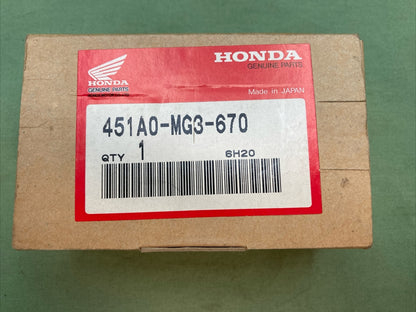 HONDA
GENUINE PARTS
HONDA
GENUINE PARTS
Made in JAPAN
451A0-MG3-670
QTY 1 6H20